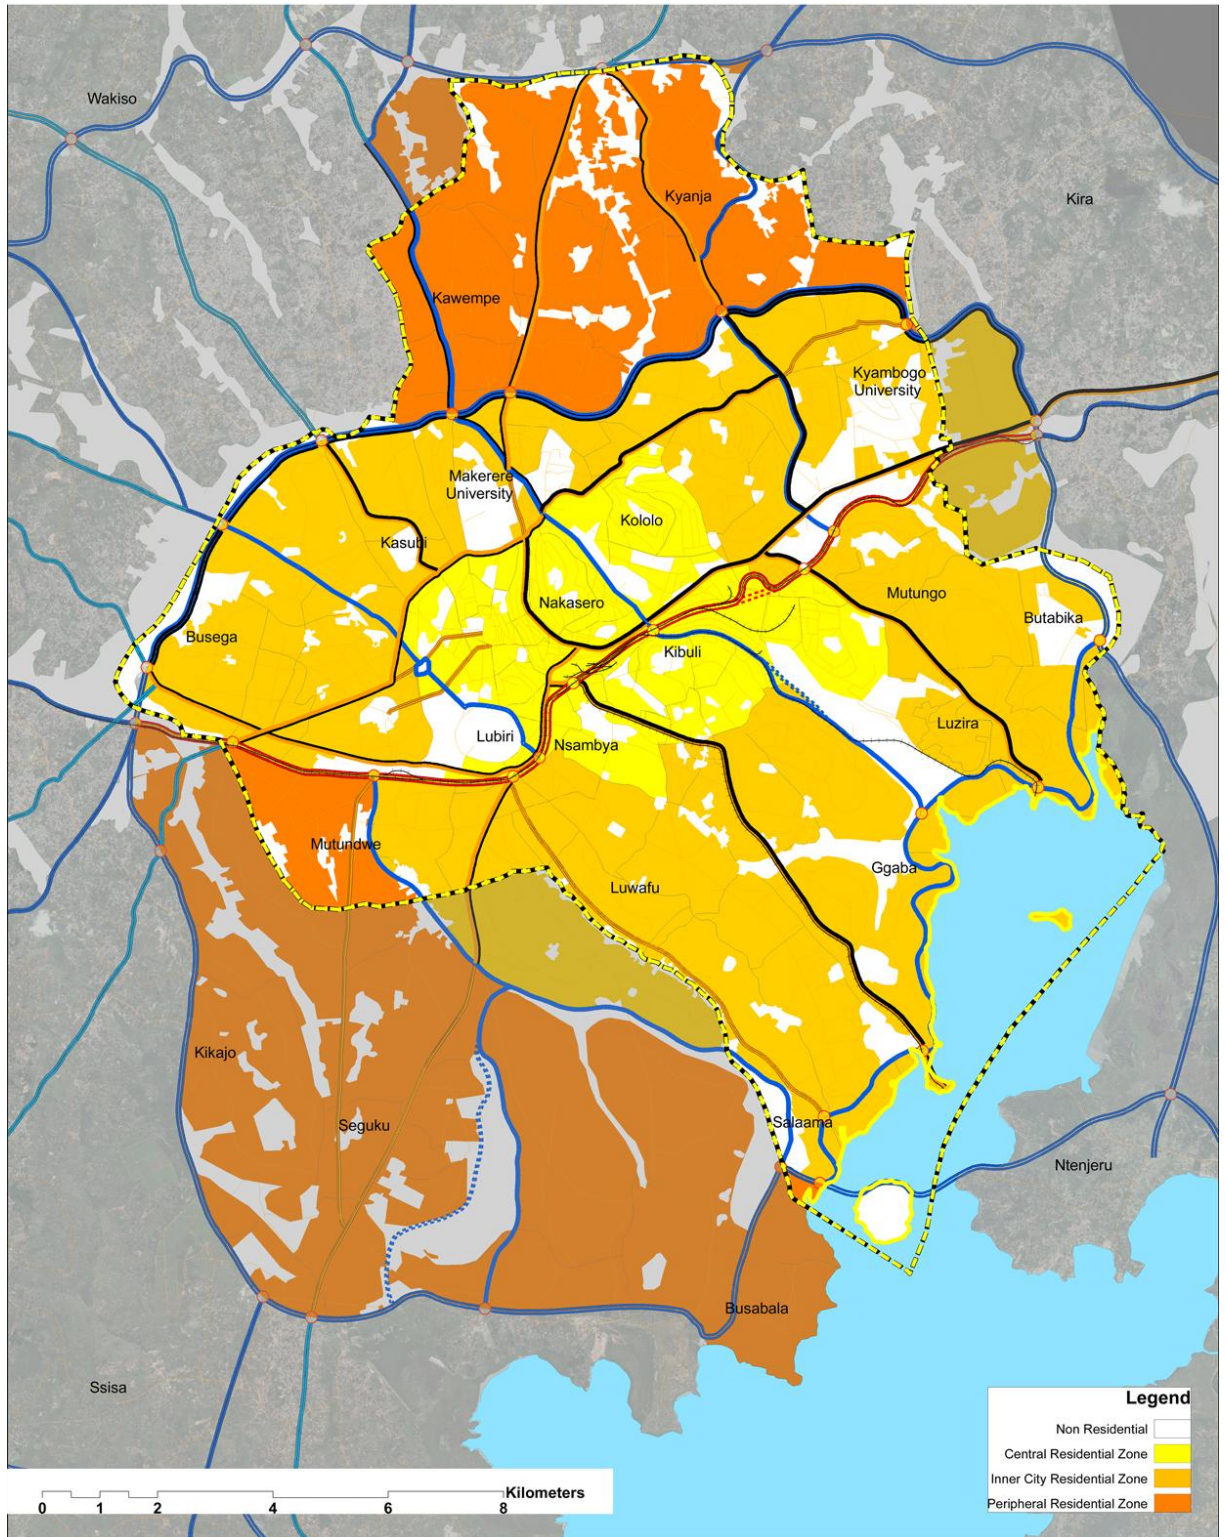 Wakiso
Kira
Kyanja
Kawempe
Kyambogo
University
Makerere
University
Kololo
Kasubi
Nakasero
Mutungo
Butabika
Busega
Kibuli
Luzira
Lubiri
Nsambya
Mutundwe
Ggaba
Luwafu
Kikajo
Seguku
Salaama
Ntenjeru
Busabala
Ssisa
Legend
Non Residential
Central Residential Zone
Inner City Residential Zone
Peripheral Residential Zone
Kilometers
0 1 2 4 6 8